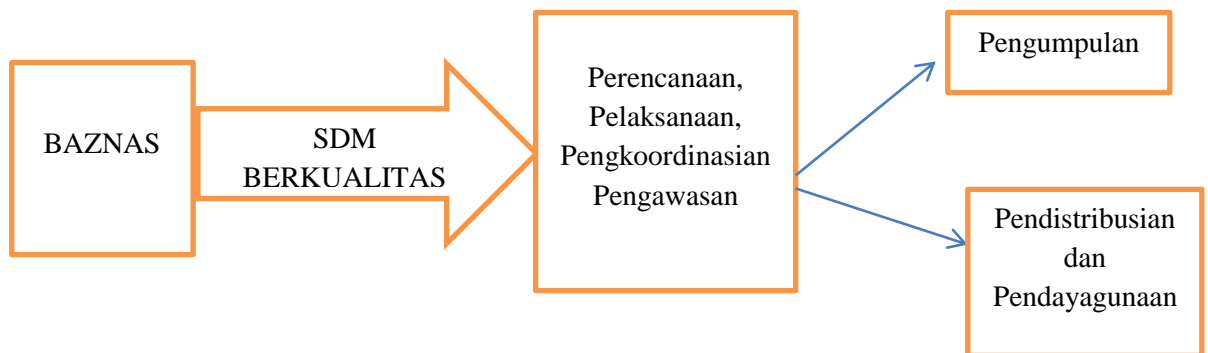 BAZNAS
SDM
BERKUALITAS
Perencanaan,
Pelaksanaan,
Pengkoordinasian
Pengawasan
Pengumpulan
Pendistribusian
dan
Pendayagunaan